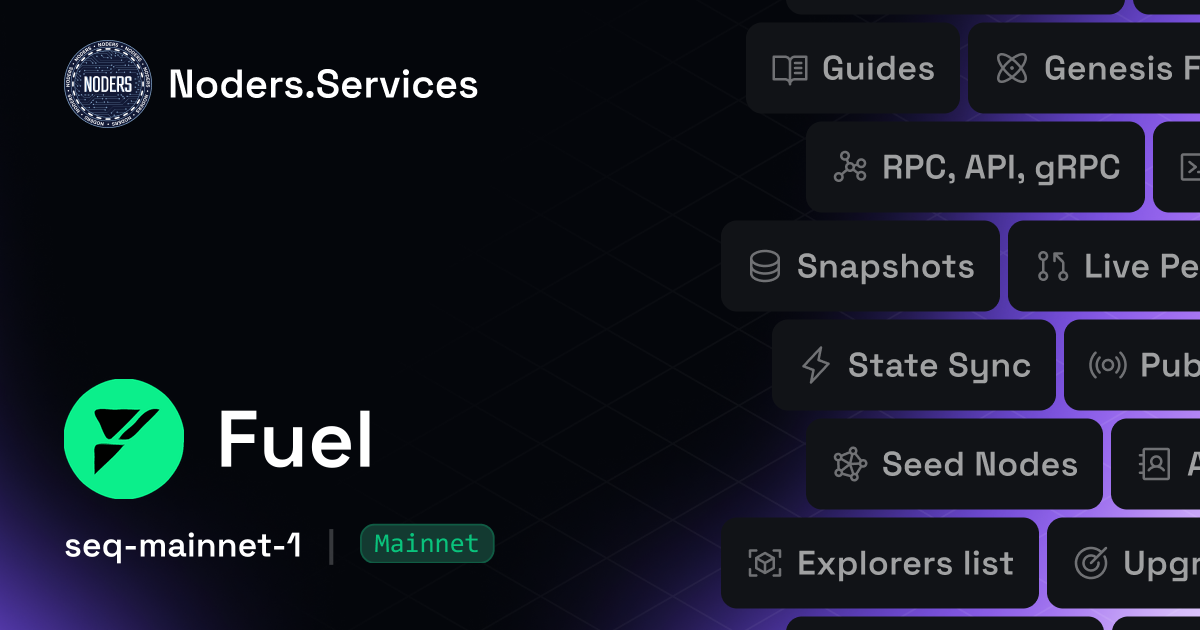 NODERS
Noders.Services
Guides
Genesis F
RPC, API, gRPC
Snapshots
Live Pe
State Sync
Pub
Seed Nodes
A
Explorers list
Upgr
Fuel
seq-mainnet-1 | Mainnet